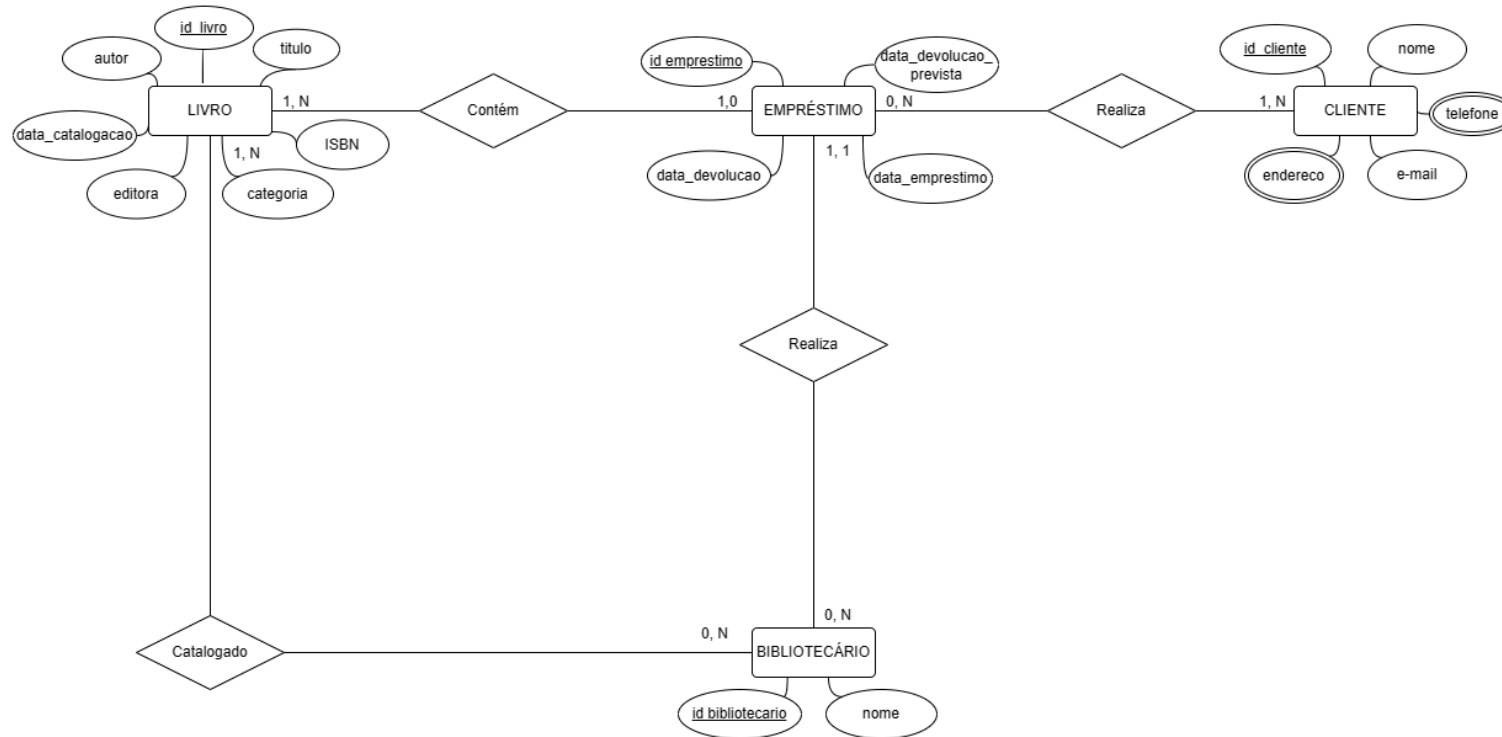 id_livro
autor
titulo
id emprestimo
data_devolucao_
prevista
id_cliente
nome
LIVRO
1, N
Contém
1,0
EMPRÉSTIMO
0, N
Realiza
1, N
CLIENTE
telefone
data_catalogacao
1, N
ISBN
1, 1
editora
categoria
data_devolucao
data_emprestimo
endereco
e-mail
Realiza
0, N
Catalogado
0, N
BIBLIOTECÁRIO
id bibliotecario
nome